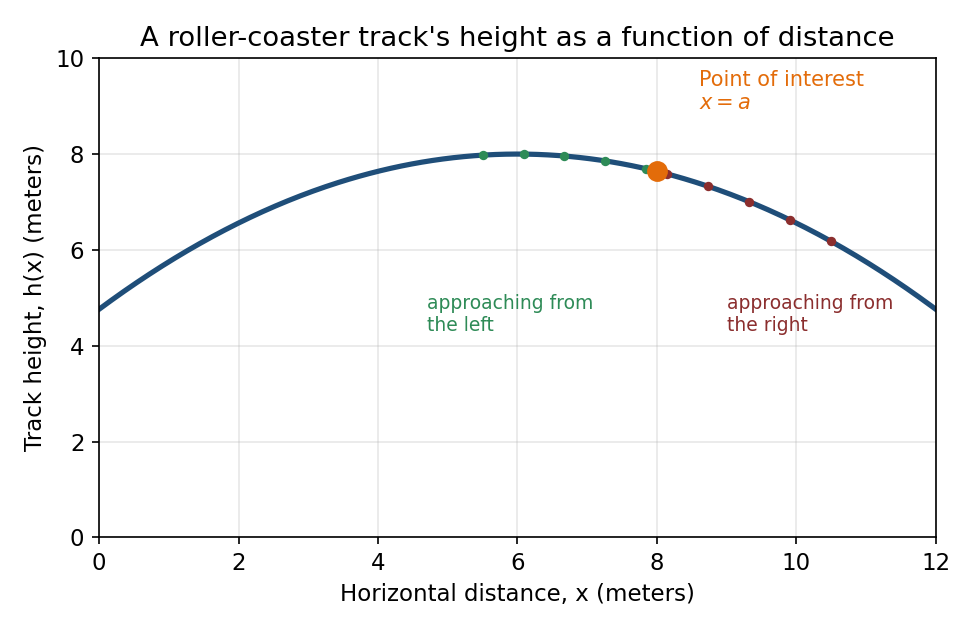 A roller-coaster track's height as a function of distance
Track height, h(x) (meters)
10
8
6
4
2
0
Point of interest
x = a
approaching from
the left
approaching from
the right
0 2 4 6 8 10 12
Horizontal distance, x (meters)